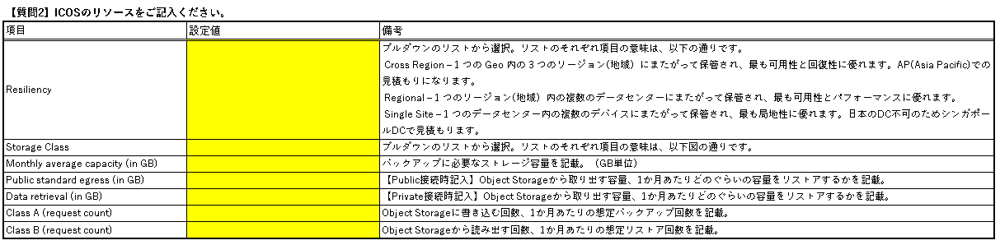 【質問2】ICOSのリソースをご記入ください。
項目 設定値 備考
Resiliency
プルダウンのリストから選択。リストのそれぞれ項目の意味は、以下の通りです。
Cross Region – 1 つの Geo 内の 3 つのリージョン(地域）にまたがって保管され、最も可用性と回復性に優れます。AP(Asia Pacific)での
見積もりになります。
Regional – 1 つのリージョン(地域）内の複数のデータセンターにまたがって保管され、最も可用性とパフォーマンスに優れます。
Single Site – 1 つのデータセンター内の複数のデバイスにまたがって保管され、最も局地性に優れます。日本のDC不可のためシンガポー
ルDCで見積もります。
Storage Class プルダウンのリストから選択。リストのそれぞれ項目の意味は、以下図の通りです。
Monthly average capacity (in GB) バックアップに必要なストレージ容量を記載。（GB単位）
Public standard egress (in GB) 【Public接続時記入】Object Storageから取り出す容量、1か月あたりどのぐらいの容量をリストアするかを記載。
Data retrieval (in GB) 【Private接続時記入】Object Storageから取り出す容量、1か月あたりどのぐらいの容量をリストアするかを記載。
Class A (request count) Object Storageに書き込む回数、1か月あたりの想定バックアップ回数を記載。
Class B (request count) Object Storageから読み出す回数、1か月あたりの想定リストア回数を記載。